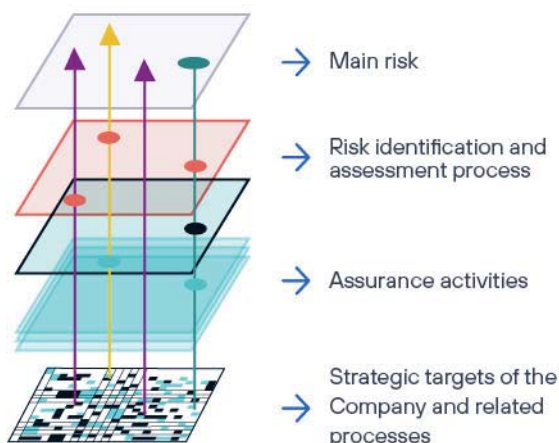 Main risk
Risk identification and
assessment process
Assurance activities
Strategic targets of the
Company and related
processes